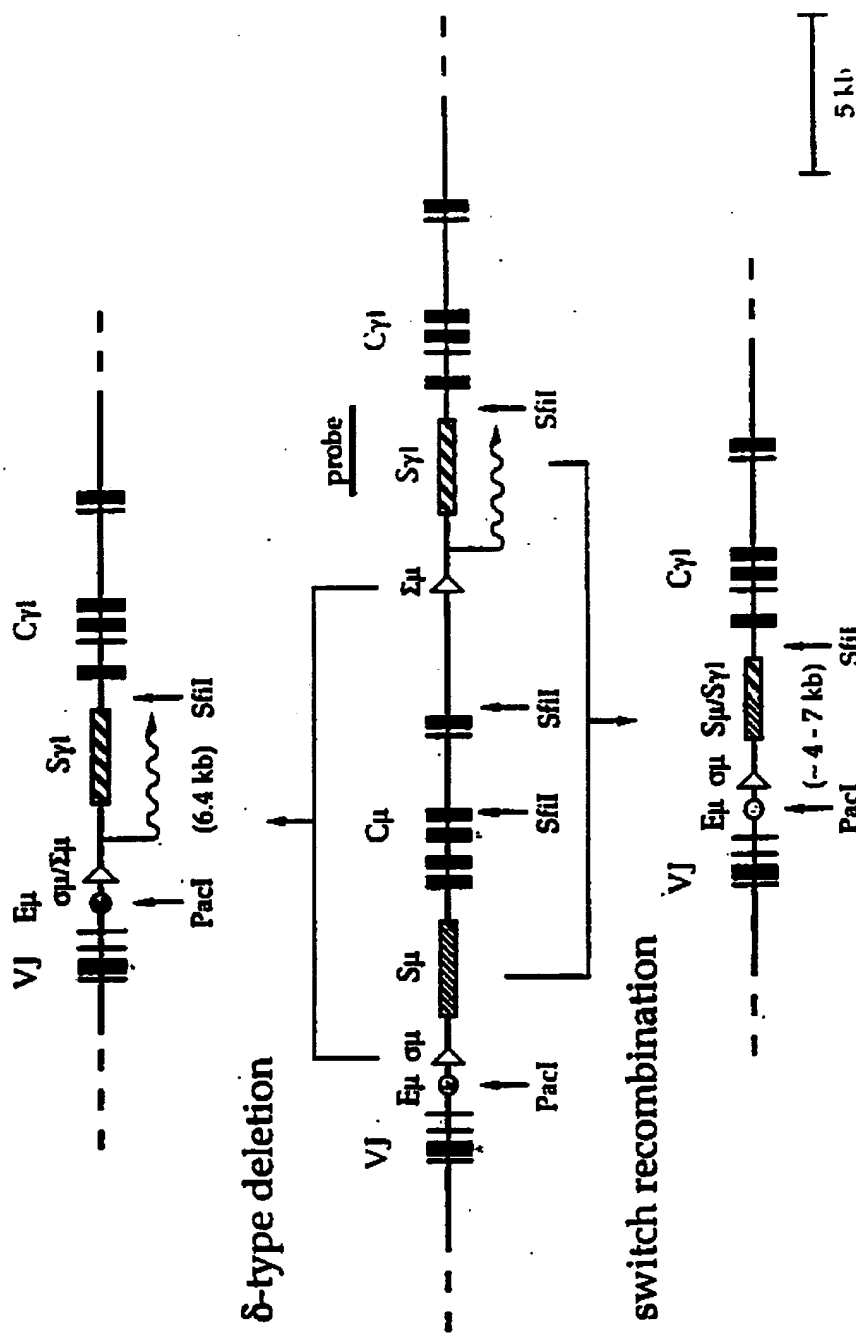 VJ Eμ σμ/Σμ Sγ1 Cγ1
(6.4 kb)
PacI SfiI
δ-type deletion
probe
VJ Eμ σμ Sμ Cμ Σμ Sγ1 Cγ1
PacI SfiI SfiI SfiI
switch recombination
VJ Eμ σμ Sμ/Sγ1 Cγ1
(~ 4 - 7 kb)
PacI SfiI
5 kb